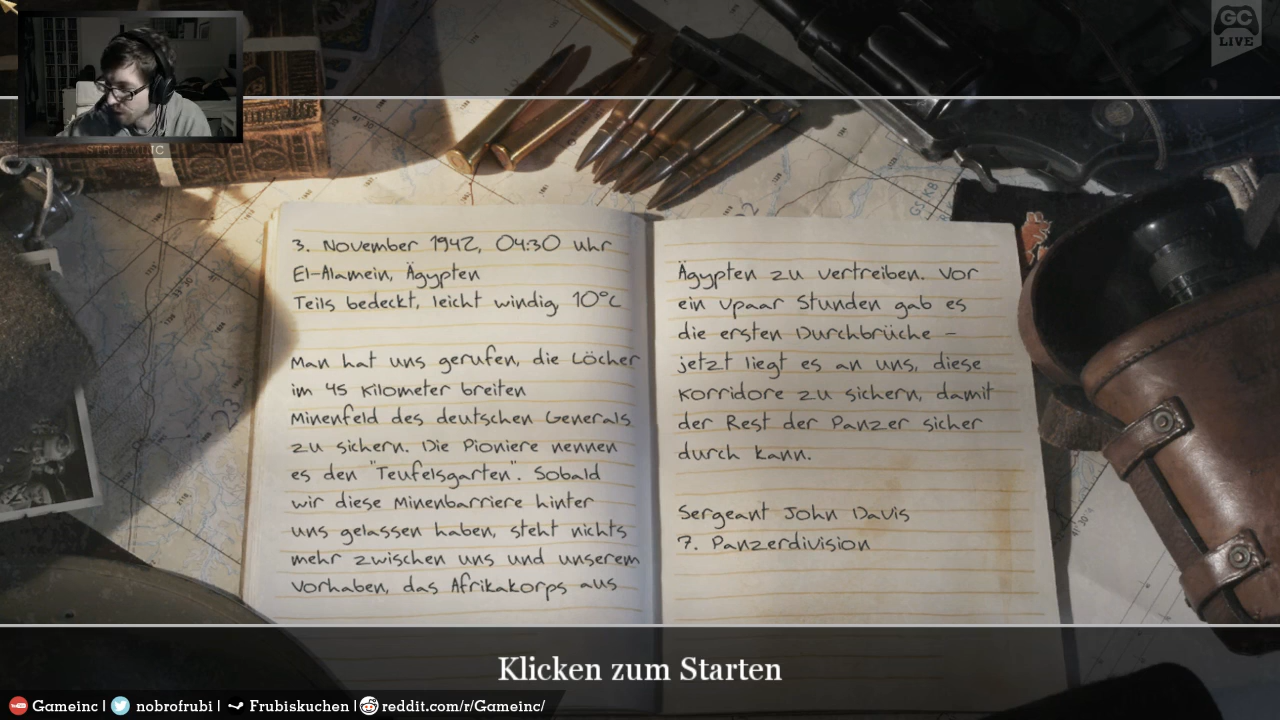 GC
LIVE
3. November 1942, 04:30 Uhr
El-Alamein, Ägypten
Teils bedeckt, leicht windig, 10°C
Man hat uns gerufen, die Löcher
im 45 Kilometer breiten
Minenfeld des deutschen Generals
zu sichern. Die Pioniere nennen
es den "Teufelsgarten". Sobald
wir diese Minenbarriere hinter
uns gelassen haben, steht nichts
mehr zwischen uns und unserem
Vorhaben, das Afrikakorps aus
Ägypten zu vertreiben. Vor
ein vpaar Stunden gab es
die ersten Durchbrüche –
jetzt liegt es an uns, diese
Korridore zu sichern, damit
der Rest der Panzer sicher
durch kann.
Sergeant John Davis
7. Panzerdivision
Klicken zum Starten
Gameinc | nobrofrubi | Frubiskuchen | reddit.com/r/Gameinc/